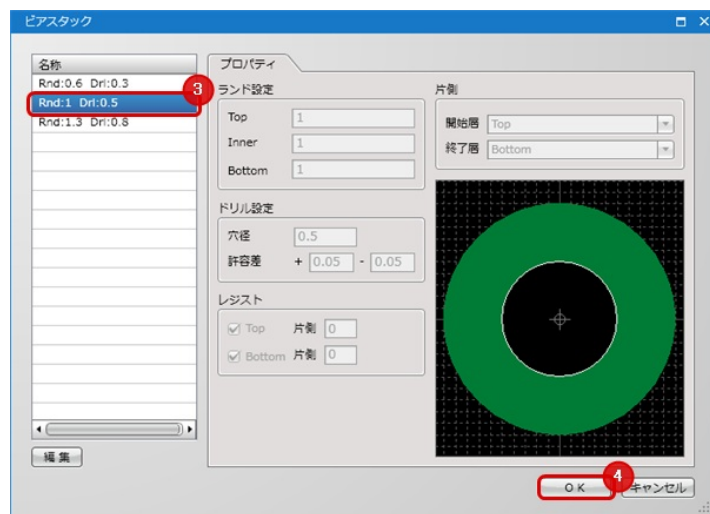 ビアスタック
名称
Rnd:0.6 Drl:0.3
3
Rnd:1 Drl:0.5
Rnd:1.3 Drl:0.8
編集
プロパティ
ランド設定
Top 1
Inner 1
Bottom 1
ドリル設定
穴径 0.5
許容差 + 0.05 - 0.05
レジスト
Top 片側 0
Bottom 片側 0
片側
開始層 Top
終了層 Bottom
4
OK キャンセル